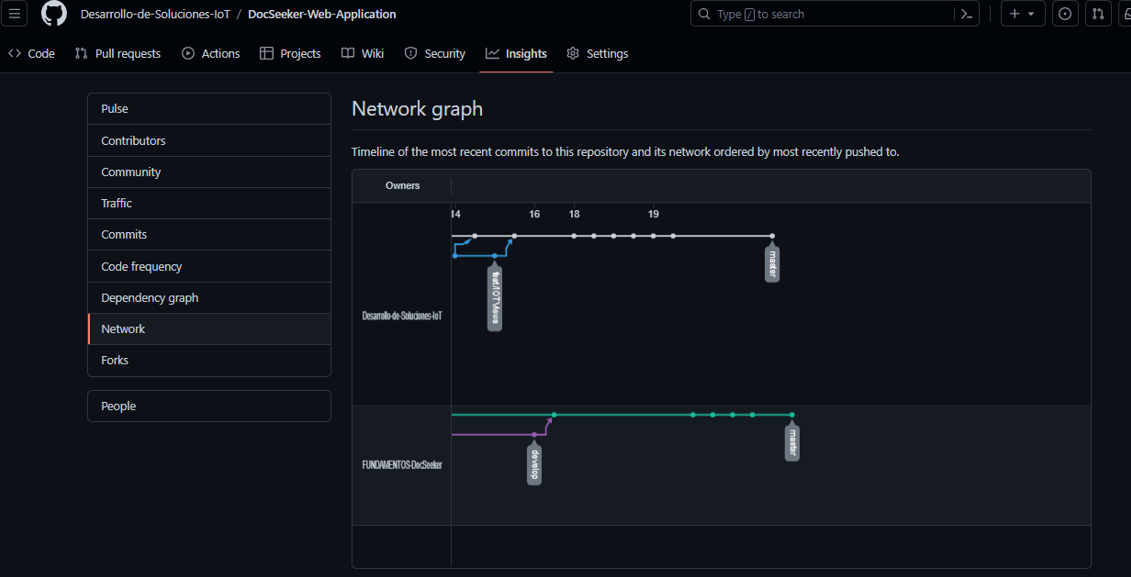 Desarrollo-de-Soluciones-IoT / DocSeeker-Web-Application
Type / to search
Code
Pull requests
Actions
Projects
Wiki
Security
Insights
Settings
Pulse
Contributors
Community
Traffic
Commits
Code frequency
Dependency graph
Network
Forks
People
Network graph
Timeline of the most recent commits to this repository and its network ordered by most recently pushed to.
Owners
14 16 18 19
master
feat/IOTViews
Desarrollo-de-Soluciones-IoT
master
develop
FUNDAMENTOS-DocSeeker